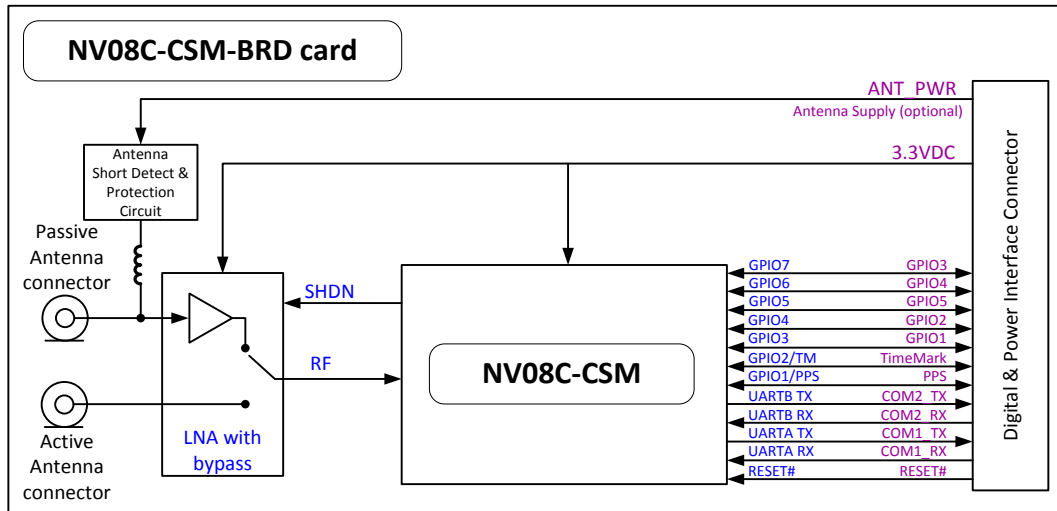 NV08C-CSM-BRD card
ANT_PWR
Antenna Supply (optional)
3.3VDC
Antenna
Short Detect &
Protection
Circuit
Passive
Antenna
connector
SHDN
RF
LNA with
bypass
Active
Antenna
connector
NV08C-CSM
GPIO7 GPIO3
GPIO6 GPIO4
GPIO5 GPIO5
GPIO4 GPIO2
GPIO3 GPIO1
GPIO2/TM TimeMark
GPIO1/PPS PPS
UARTB TX COM2_TX
UARTB RX COM2_RX
UARTA TX COM1_TX
UARTA RX COM1_RX
RESET# RESET#
Digital & Power Interface Connector